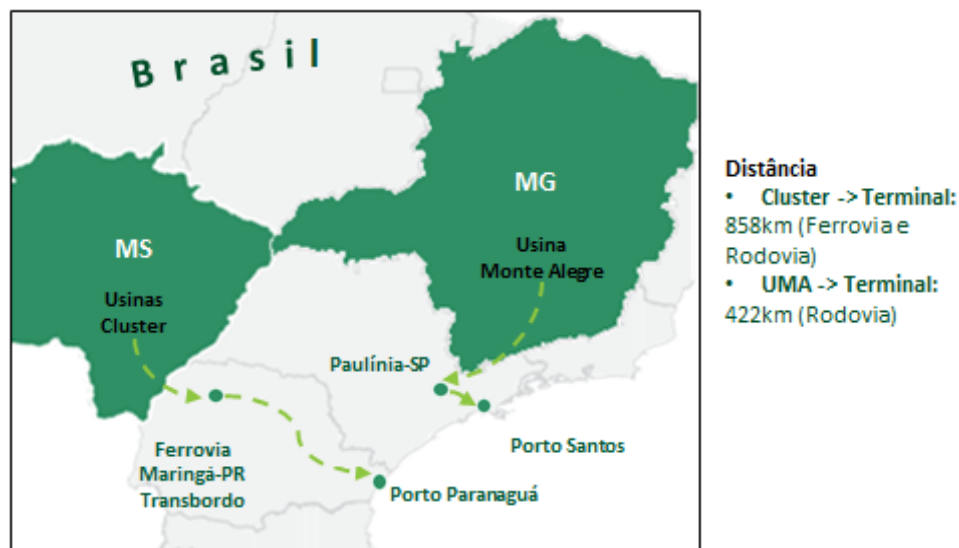 Brasil
MG
MS
Usina
Monte Alegre
Usinas
Cluster
Paulínia-SP
Porto Santos
Ferrovia
Maringá-PR
Transbordo
Porto Paranaguá
Distância
• Cluster -> Terminal:
858km (Ferrovia e
Rodovia)
• UMA -> Terminal:
422km (Rodovia)